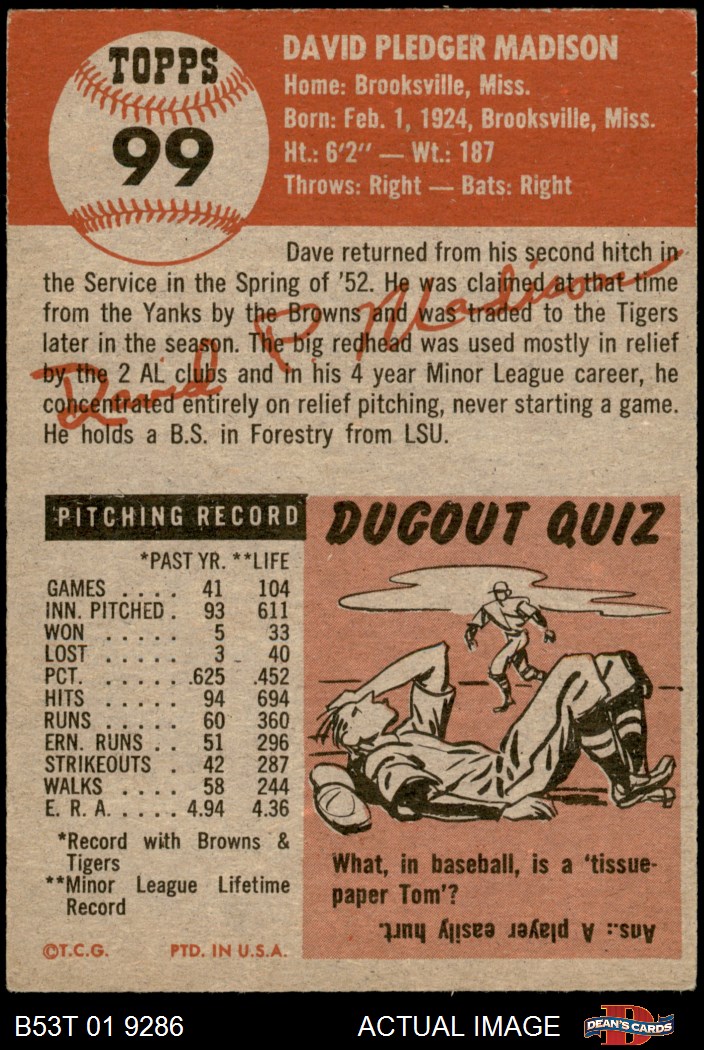 TOPPS
99
DAVID PLEDGER MADISON
Home: Brooksville, Miss.
Born: Feb. 1, 1924, Brooksville, Miss.
Ht.: 6'2" — Wt.: 187
Throws: Right — Bats: Right
Dave returned from his second hitch in
the Service in the Spring of '52. He was claimed at that time
from the Yanks by the Browns and was traded to the Tigers
later in the season. The big redhead was used mostly in relief
by the 2 AL clubs and in his 4 year Minor League career, he
concentrated entirely on relief pitching, never starting a game.
He holds a B.S. in Forestry from LSU.
David P. Madison
PITCHING RECORD
*PAST YR. **LIFE
GAMES . . . . 41 104
INN. PITCHED . 93 611
WON . . . . . 5 33
LOST . . . . . 3 40
PCT. . . . . . .625 .452
HITS . . . . . 94 694
RUNS . . . . . 60 360
ERN. RUNS . . 51 296
STRIKEOUTS . 42 287
WALKS . . . . 58 244
E. R. A. . . . . 4.94 4.36
*Record with Browns &
Tigers
**Minor League Lifetime
Record
©T.C.G. PTD. IN U.S.A.
DUGOUT QUIZ
What, in baseball, is a 'tissue-
paper Tom'?
Ans.: A player easily hurt.
B53T 01 9286 ACTUAL IMAGE
D
DEAN'S CARDS